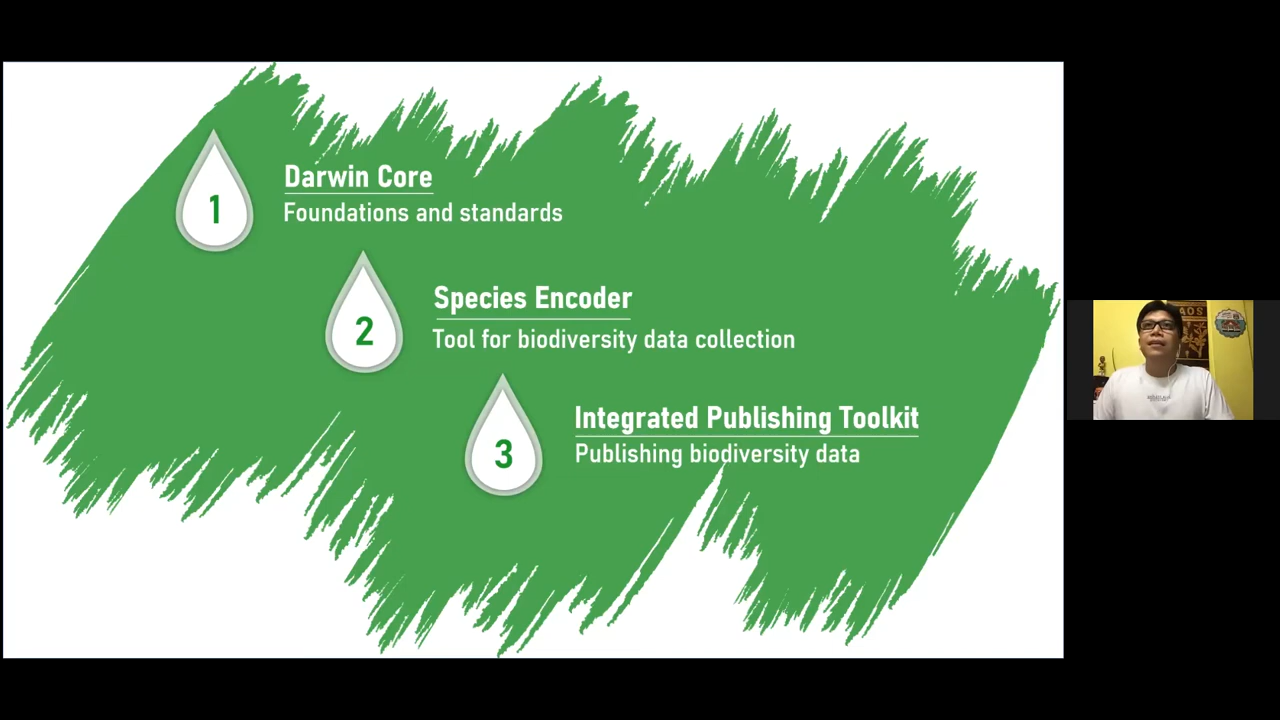 1
Darwin Core
Foundations and standards
2
Species Encoder
Tool for biodiversity data collection
3
Integrated Publishing Toolkit
Publishing biodiversity data